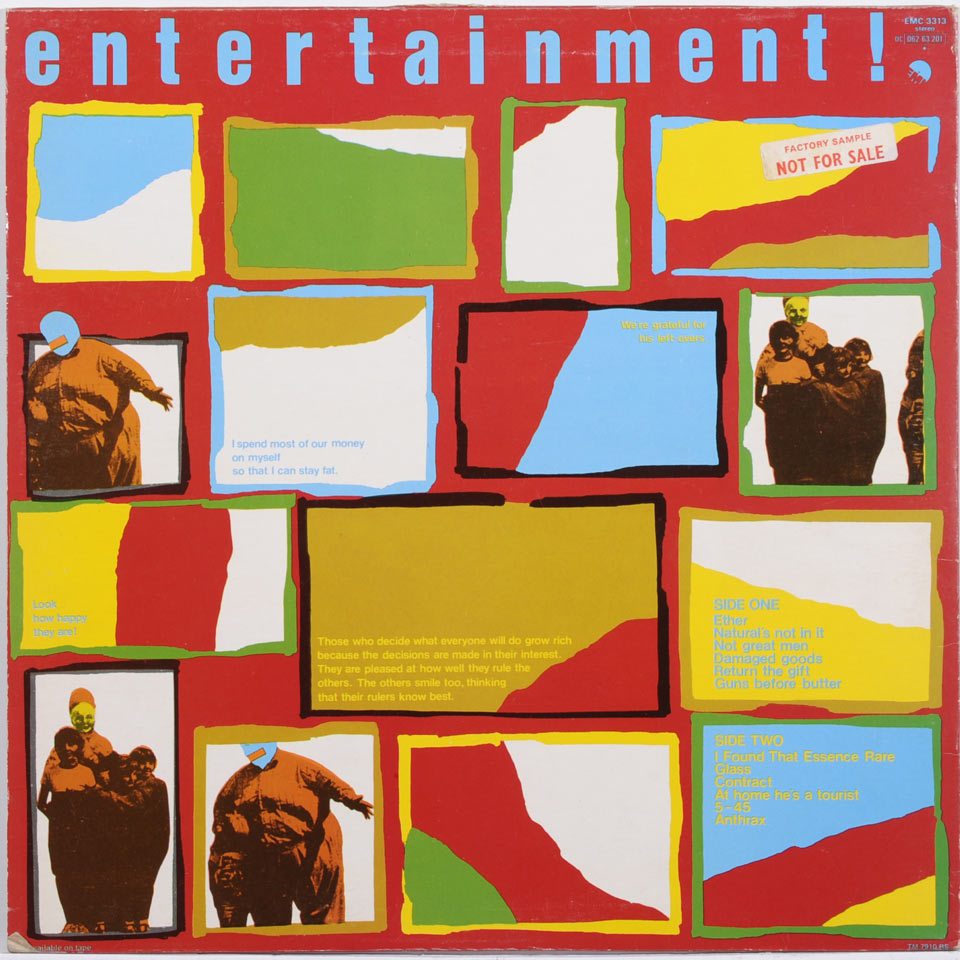 entertainment!
EMC 3313
stereo
OC 062 63 201
FACTORY SAMPLE
NOT FOR SALE
We're grateful for
his left overs.
I spend most of our money
on myself
so that I can stay fat.
Look
how happy
they are!
Those who decide what everyone will do grow rich
because the decisions are made in their interest.
They are pleased at how well they rule the
others. The others smile too, thinking
that their rulers know best.
SIDE ONE
Ether
Natural's not in it
Not great men
Damaged goods
Return the gift
Guns before butter
SIDE TWO
I Found That Essence Rare
Glass
Contract
At home he's a tourist
5-45
Anthrax
available on tape